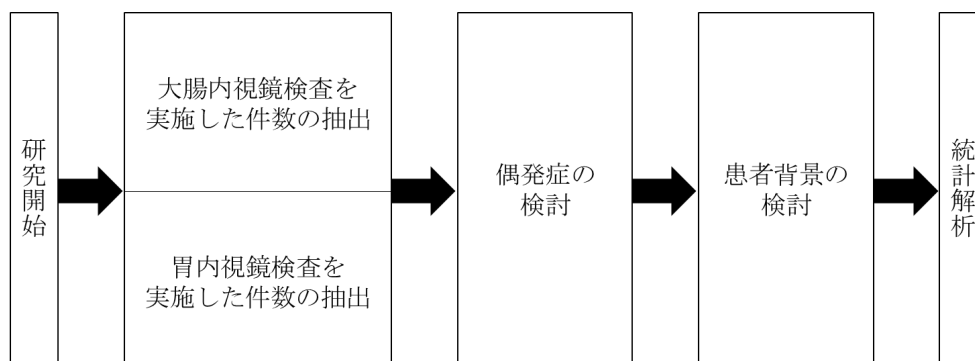 研究開始
大腸内視鏡検査を
実施した件数の抽出
胃内視鏡検査を
実施した件数の抽出
偶発症の
検討
患者背景の
検討
統計解析